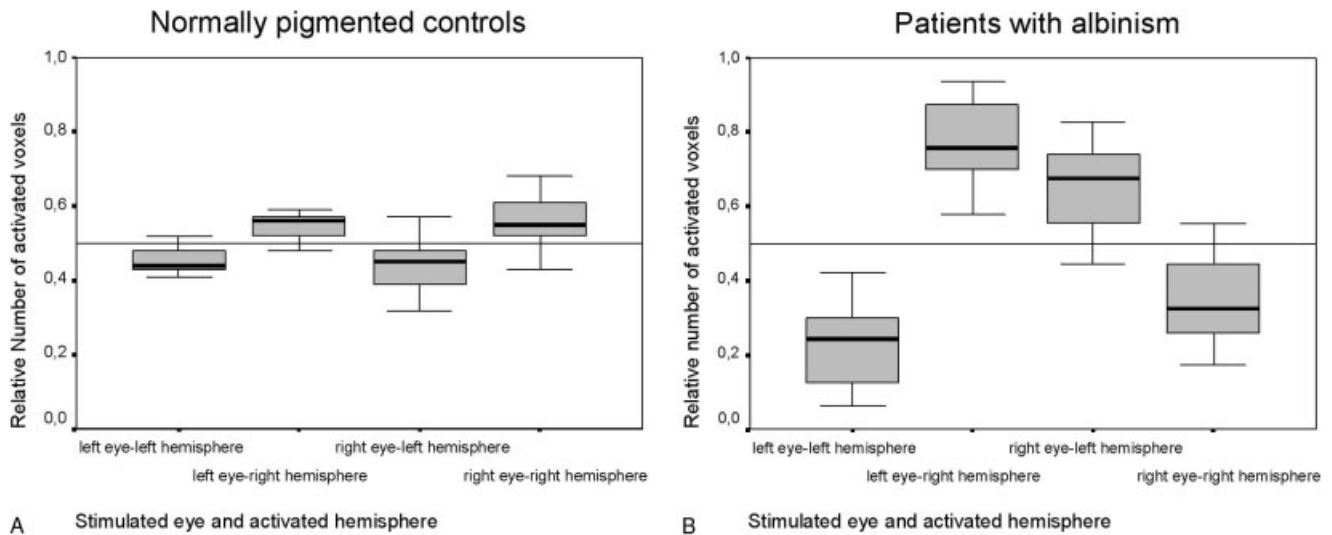 Normally pigmented controls
Relative Number of activated voxels
1,0
0,8
0,6
0,4
0,2
0,0
left eye-left hemisphere
right eye-left hemisphere
left eye-right hemisphere
right eye-right hemisphere
A
Stimulated eye and activated hemisphere
Patients with albinism
Relative number of activated voxels
1,0
0,8
0,6
0,4
0,2
0,0
left eye-left hemisphere
right eye-left hemisphere
left eye-right hemisphere
right eye-right hemisphere
B
Stimulated eye and activated hemisphere